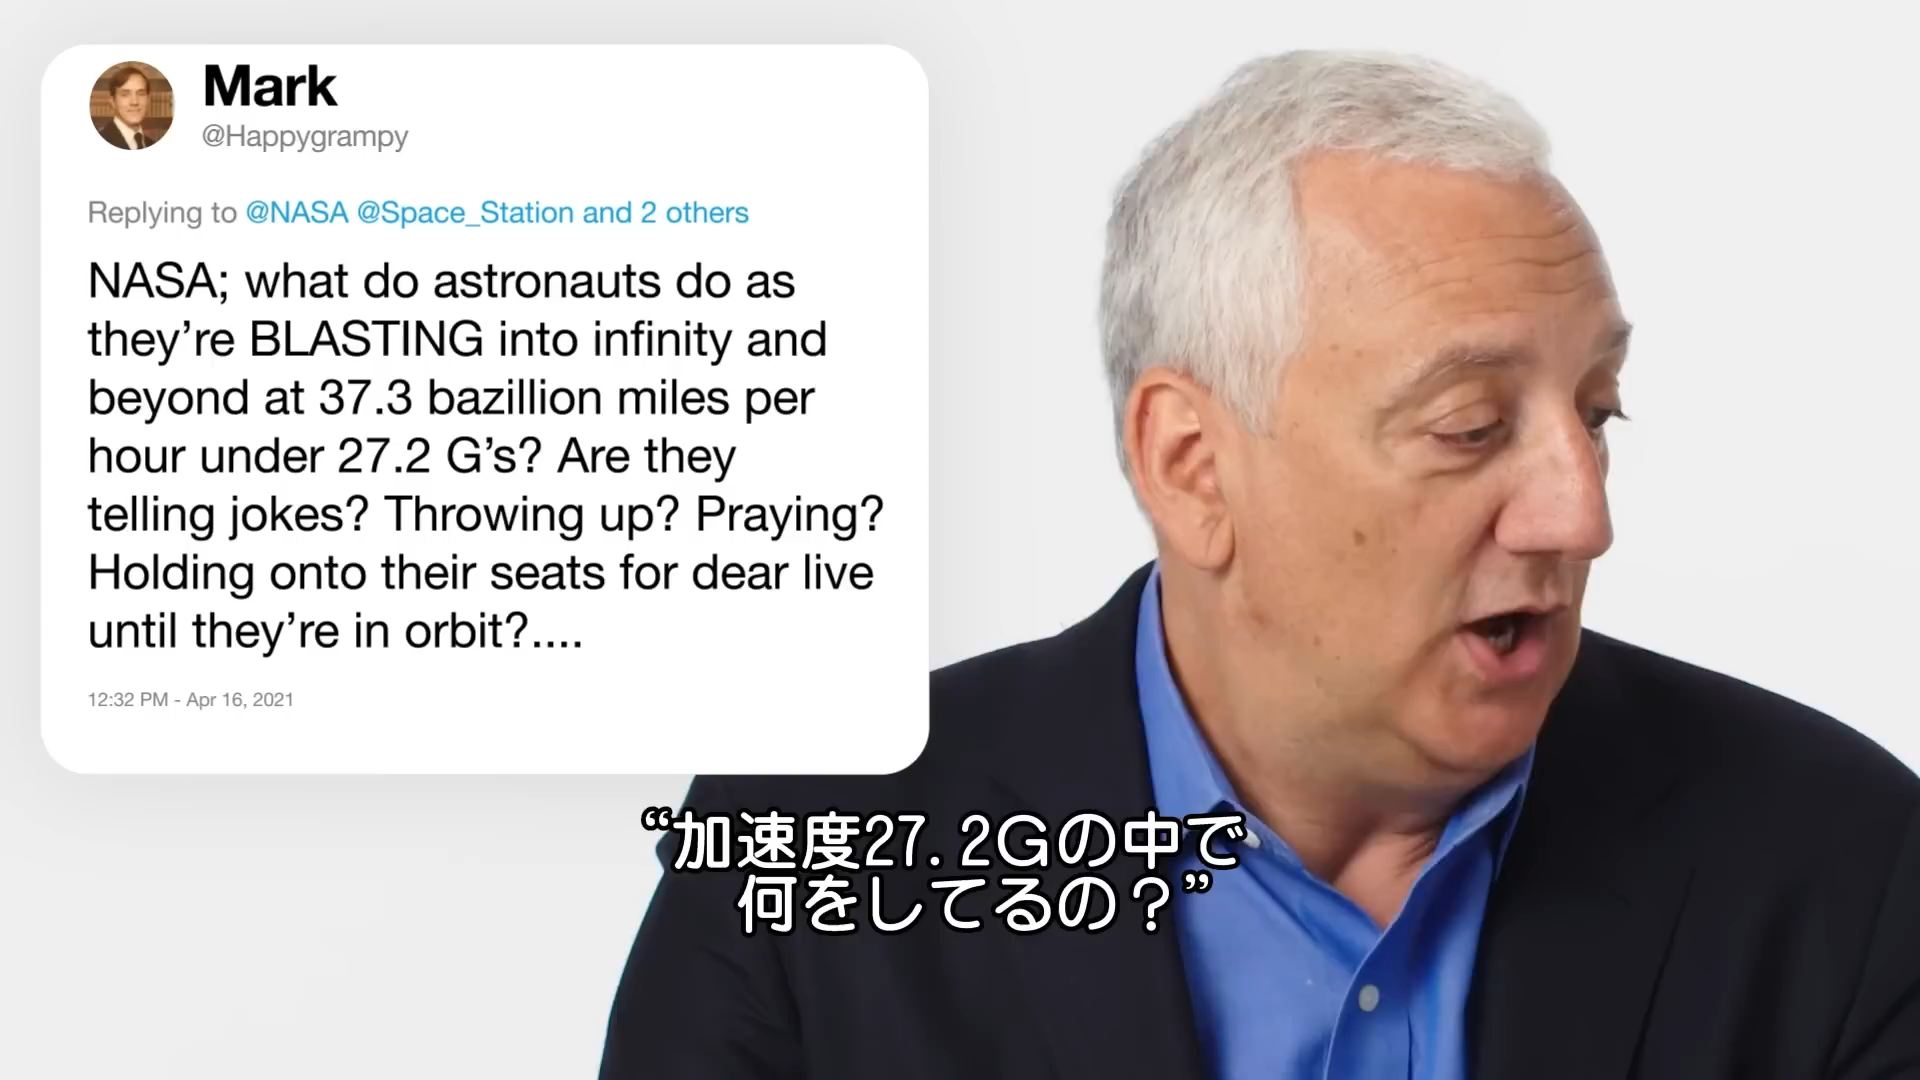 Mark
@Happygrampy
Replying to @NASA @Space_Station and 2 others
NASA; what do astronauts do as
they’re BLASTING into infinity and
beyond at 37.3 bazillion miles per
hour under 27.2 G’s? Are they
telling jokes? Throwing up? Praying?
Holding onto their seats for dear live
until they’re in orbit?....
12:32 PM - Apr 16, 2021
“加速度27.2Gの中で
何をしてるの？”